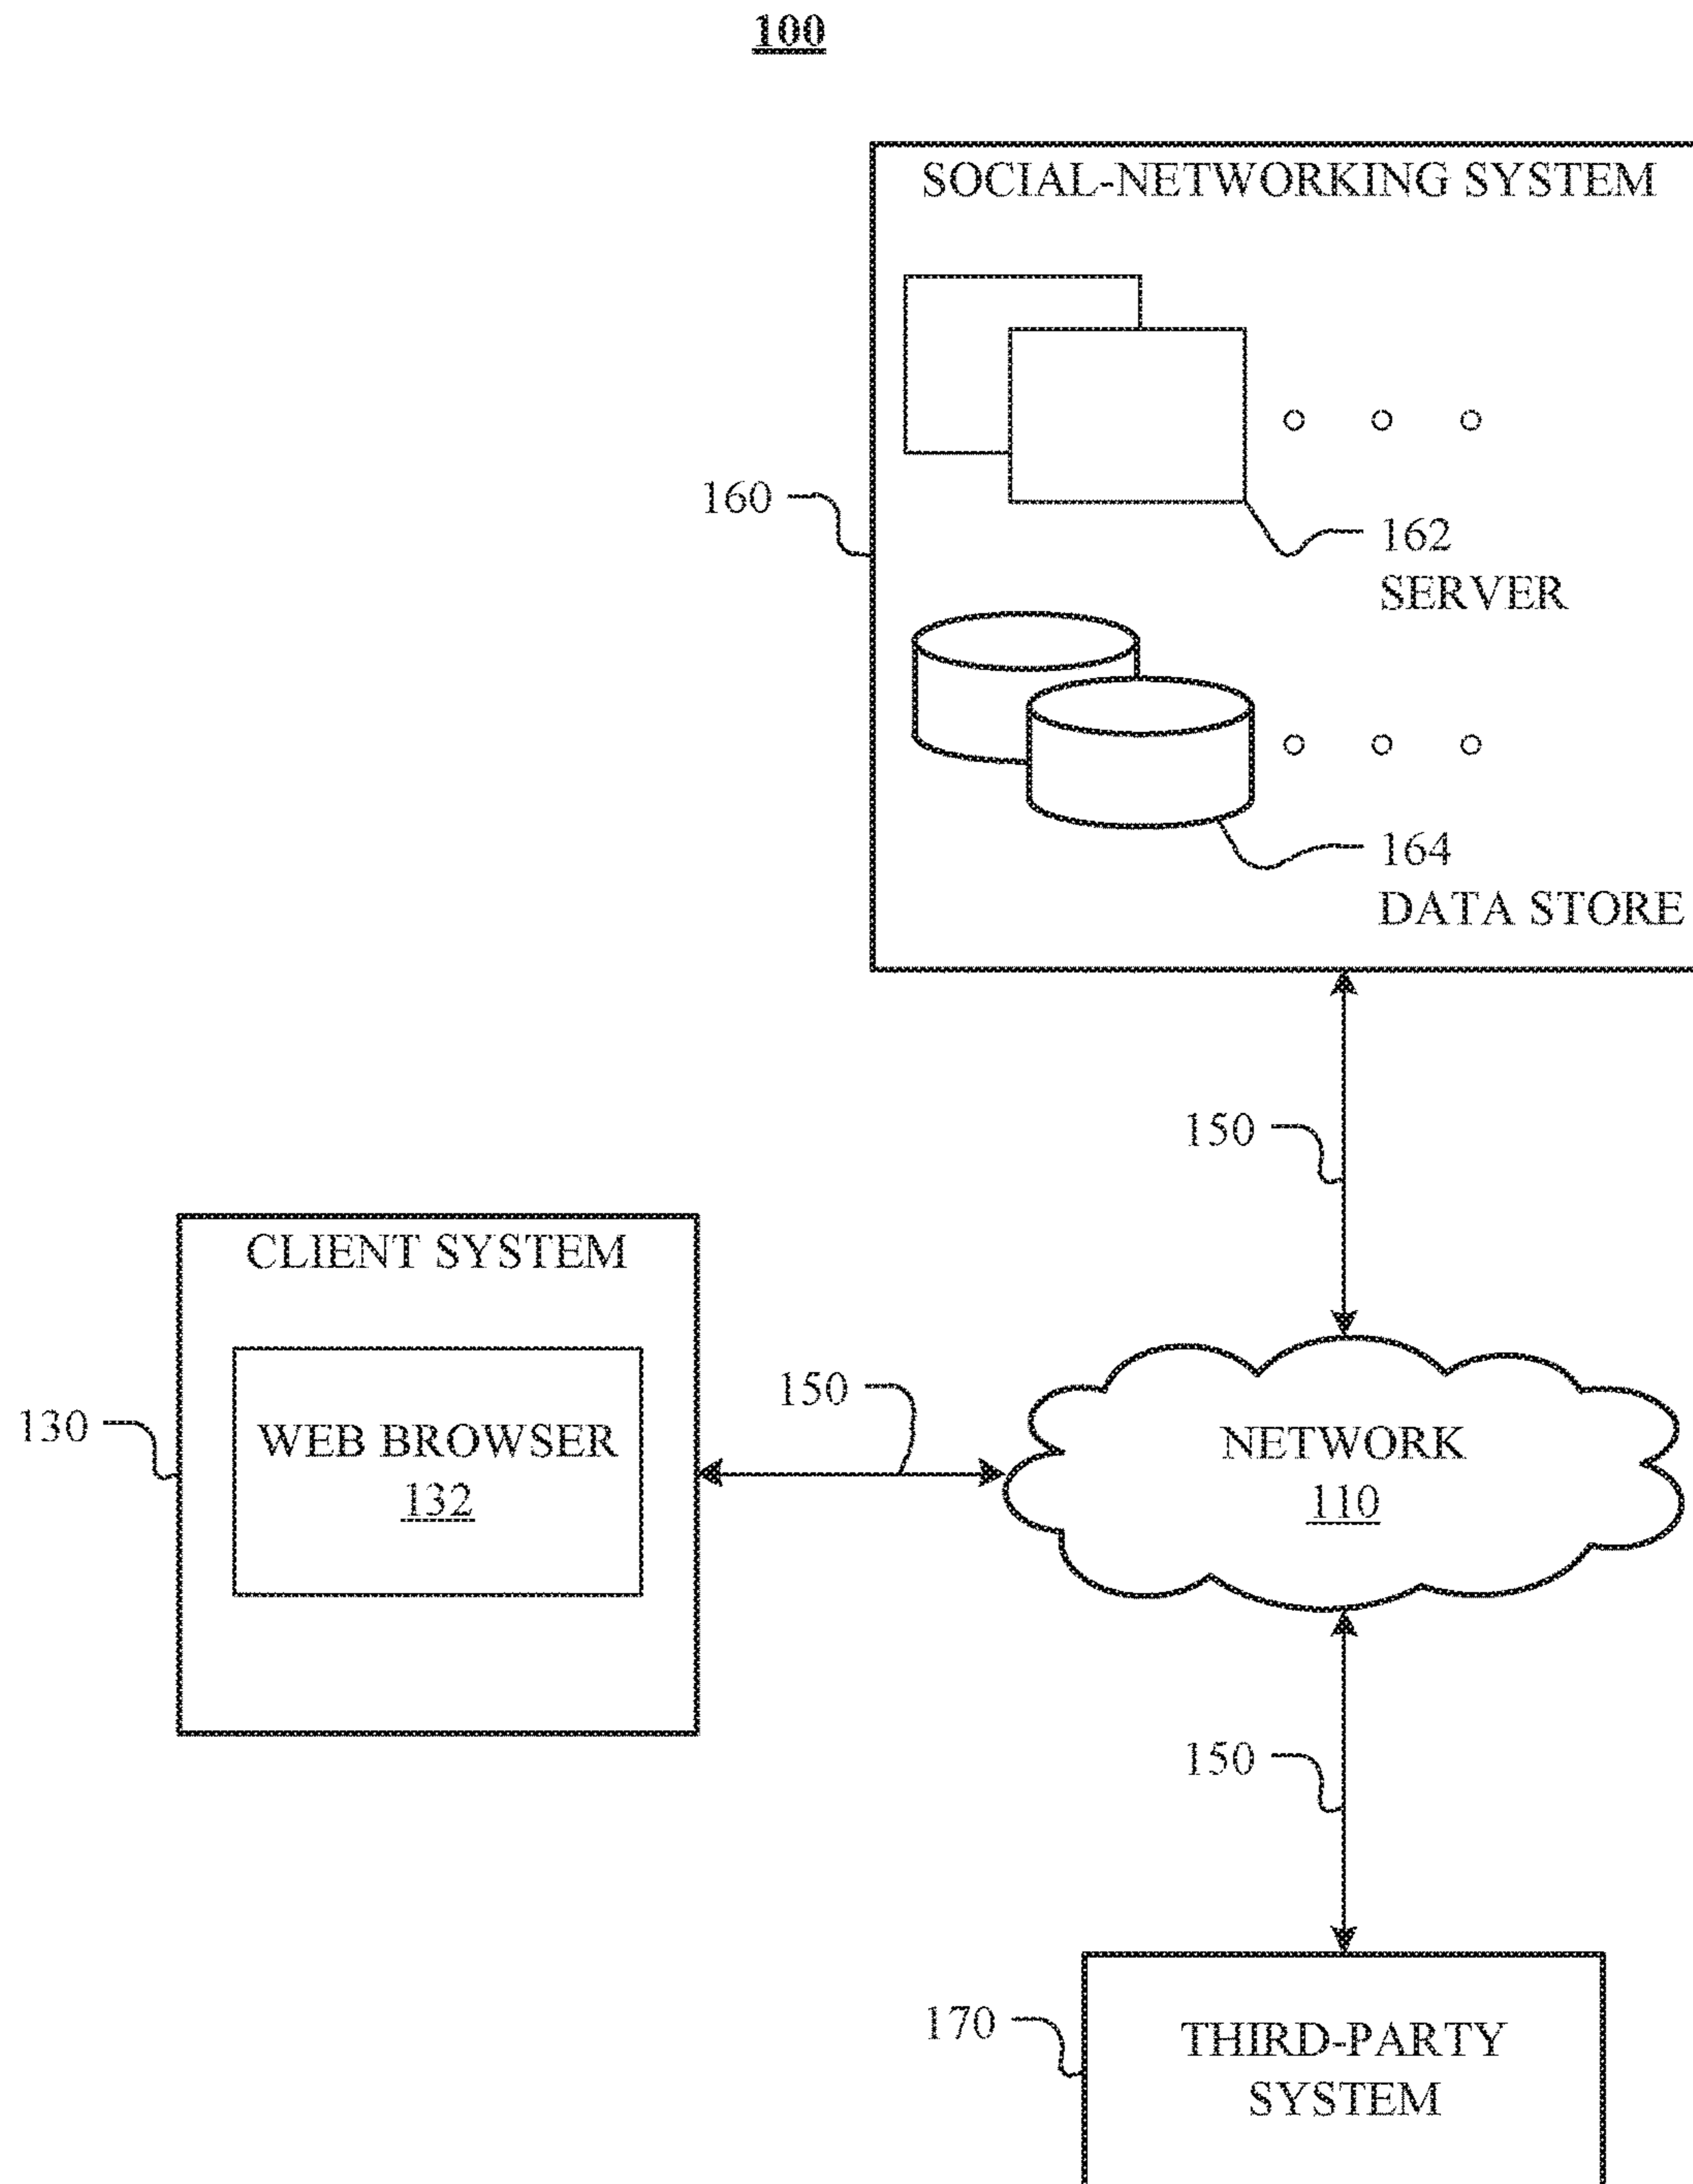 100
SOCIAL-NETWORKING SYSTEM
160
162
SERVER
164
DATA STORE
150
CLIENT SYSTEM
130
WEB BROWSER
132
150
NETWORK
110
150
170
THIRD-PARTY
SYSTEM